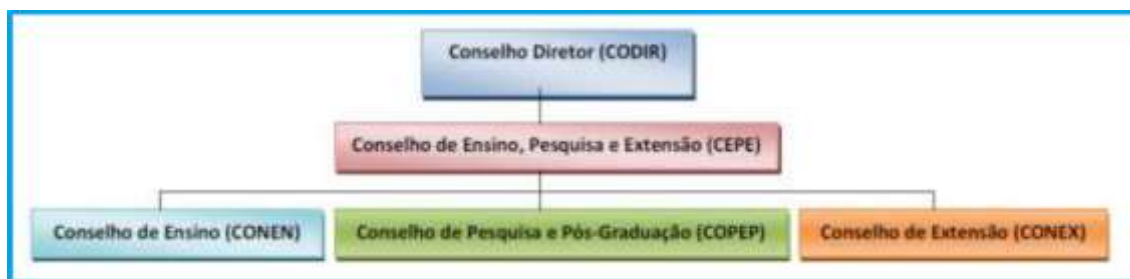 Conselho Diretor (CODIR)
Conselho de Ensino, Pesquisa e Extensão (CEPE)
Conselho de Ensino (CONEN)
Conselho de Pesquisa e Pós-Graduação (COPEP)
Conselho de Extensão (CONEX)